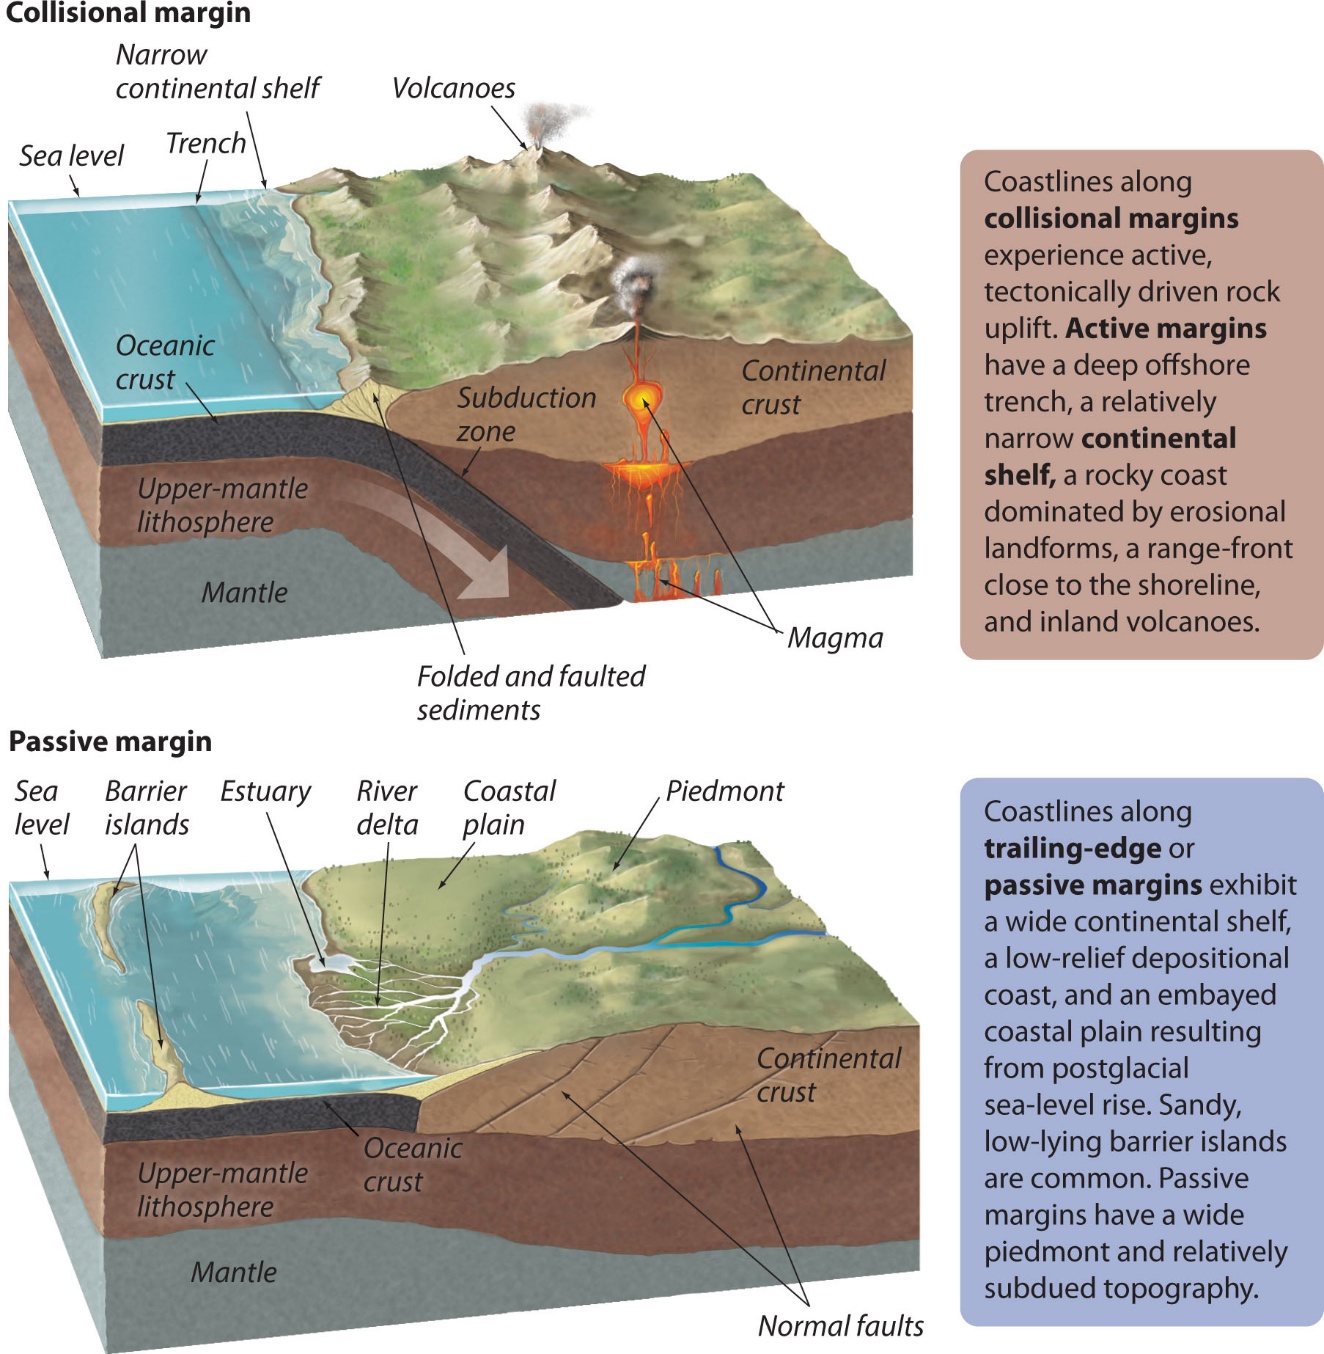 Collisional margin
Narrow
continental shelf
Volcanoes
Trench
Sea level
Oceanic
crust
Subduction
zone
Continental
crust
Upper-mantle
lithosphere
Mantle
Magma
Folded and faulted
sediments
Coastlines along
collisional margins
experience active,
tectonically driven rock
uplift. Active margins
have a deep offshore
trench, a relatively
narrow continental
shelf, a rocky coast
dominated by erosional
landforms, a range-front
close to the shoreline,
and inland volcanoes.
Passive margin
Sea
level
Barrier
islands
Estuary
River
delta
Coastal
plain
Piedmont
Continental
crust
Oceanic
crust
Upper-mantle
lithosphere
Mantle
Normal faults
Coastlines along
trailing-edge or
passive margins exhibit
a wide continental shelf,
a low-relief depositional
coast, and an embayed
coastal plain resulting
from postglacial
sea-level rise. Sandy,
low-lying barrier islands
are common. Passive
margins have a wide
piedmont and relatively
subdued topography.